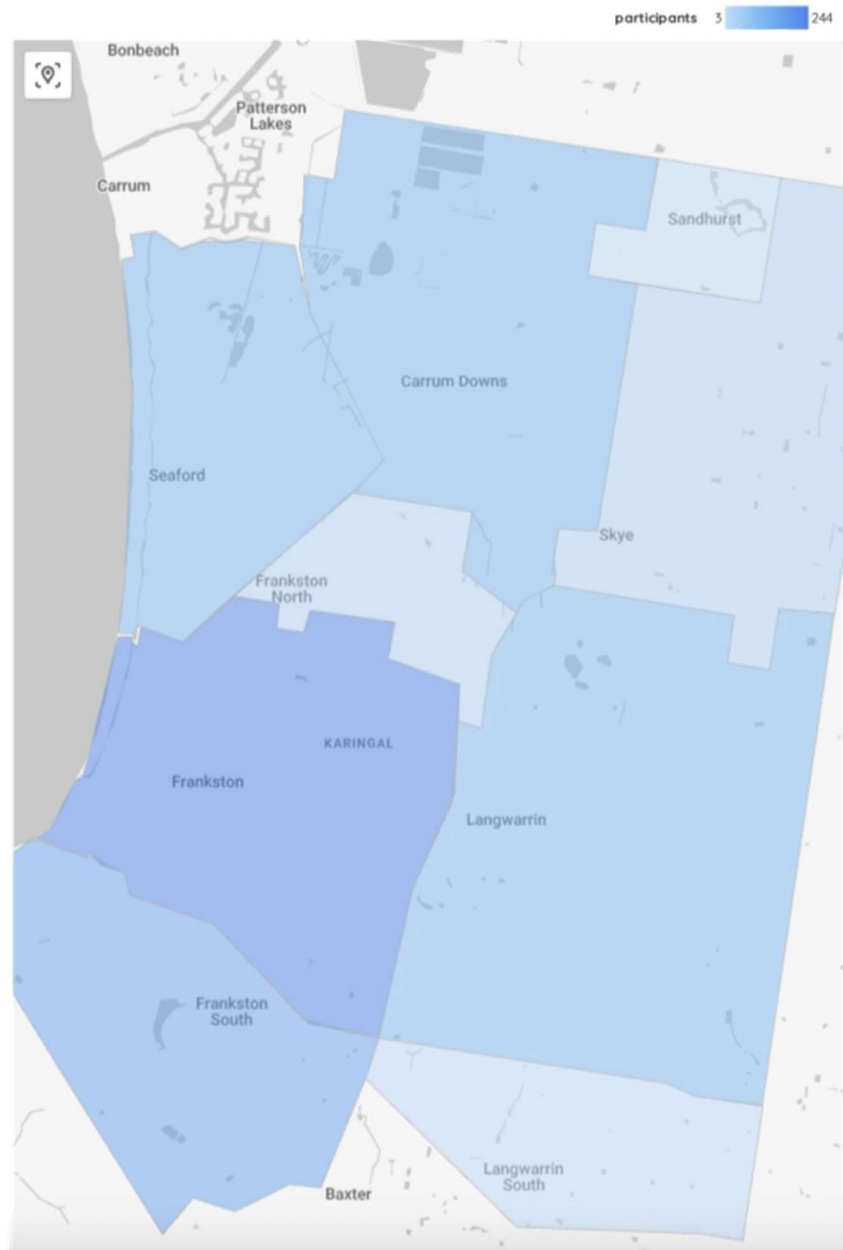 participants 3 244
Bonbeach
Patterson
Lakes
Carrum
Sandhurst
Carrum Downs
Seaford
Skye
Frankston
North
KARINGAL
Frankston
Langwarrin
Frankston
South
Langwarrin
South
Baxter